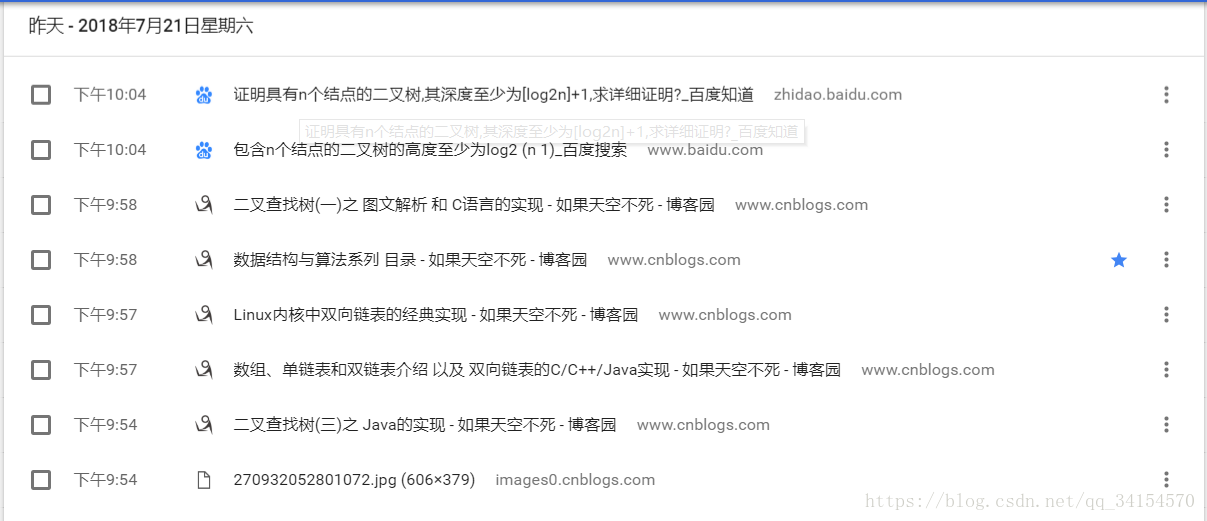 昨天 - 2018年7月21日星期六
下午10:04 证明具有n个结点的二叉树,其深度至少为[log2n]+1,求详细证明?_百度知道 zhidao.baidu.com
证明具有n个结点的二叉树,其深度至少为[log2n]+1,求详细证明?_百度知道
下午10:04 包含n个结点的二叉树的高度至少为log2 (n 1)_百度搜索 www.baidu.com
下午9:58 二叉查找树(一)之 图文解析 和 C语言的实现 - 如果天空不死 - 博客园 www.cnblogs.com
下午9:58 数据结构与算法系列 目录 - 如果天空不死 - 博客园 www.cnblogs.com
下午9:57 Linux内核中双向链表的经典实现 - 如果天空不死 - 博客园 www.cnblogs.com
下午9:57 数组、单链表和双链表介绍 以及 双向链表的C/C++/Java实现 - 如果天空不死 - 博客园 www.cnblogs.com
下午9:54 二叉查找树(三)之 Java的实现 - 如果天空不死 - 博客园 www.cnblogs.com
下午9:54 270932052801072.jpg (606×379) images0.cnblogs.com
https://blog.csdn.net/qq_34154570